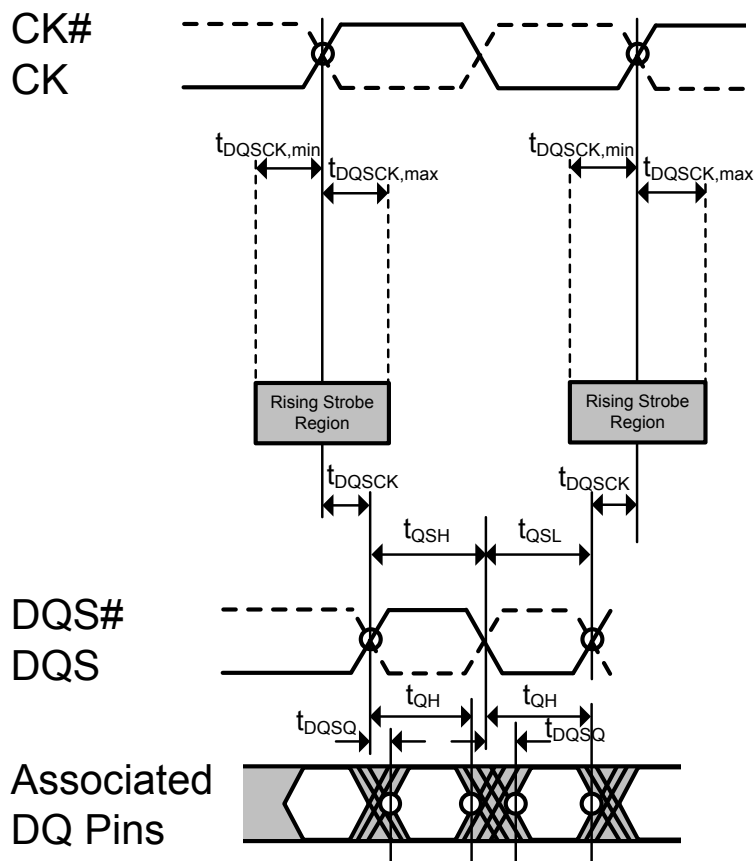 CK#
CK
tDQSCK,min
tDQSCK,max
tDQSCK,min
tDQSCK,max
Rising Strobe
Region
Rising Strobe
Region
tDQSCK
tDQSCK
tQSH
tQSL
DQS#
DQS
tQH
tQH
tDQSQ
tDQSQ
Associated
DQ Pins